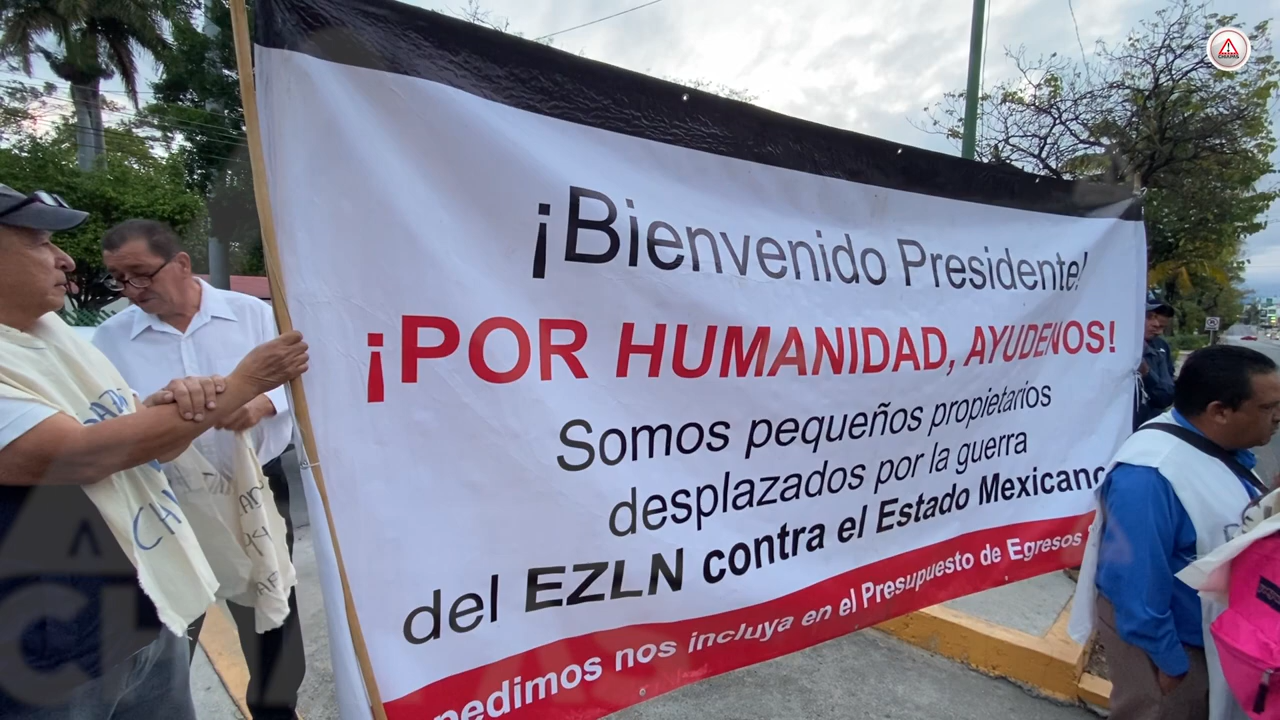 ¡Bienvenido Presidente!
¡POR HUMANIDAD, AYUDENOS!
Somos pequeños propietarios
desplazados por la guerra
del EZLN contra el Estado Mexicano
pedimos nos incluya en el Presupuesto de Egresos
CHIAPAS